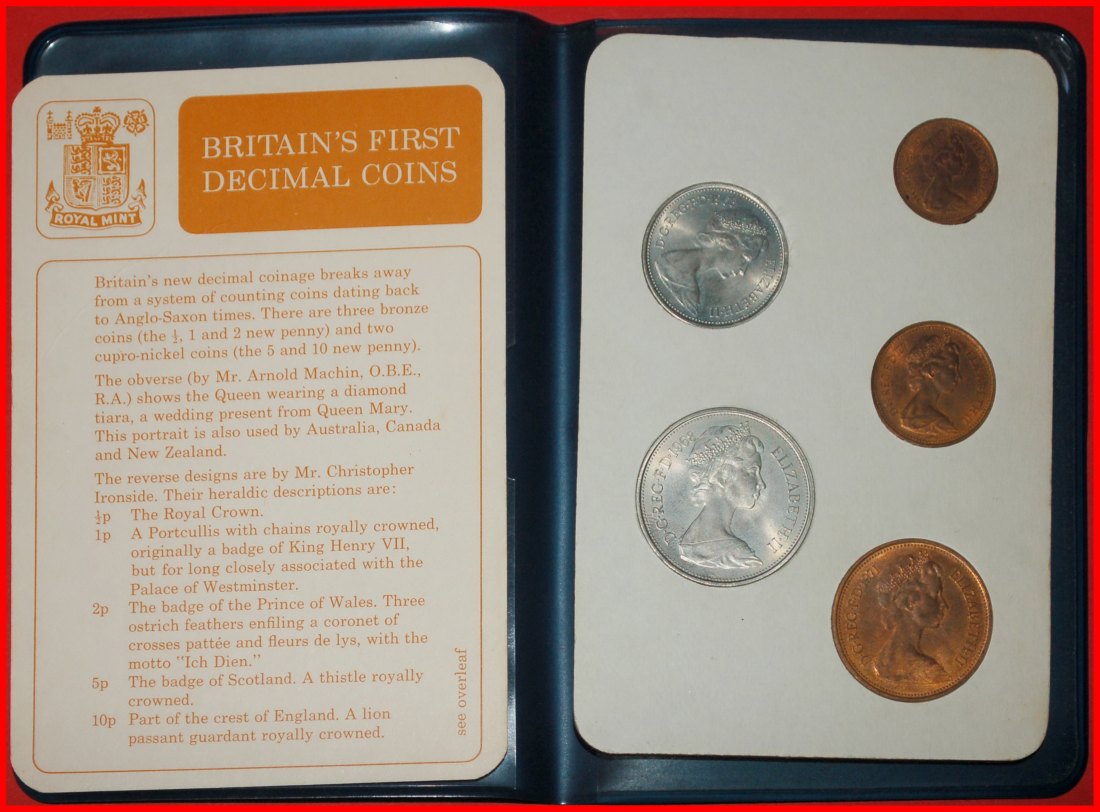 ROYAL MINT
BRITAIN'S FIRST
DECIMAL COINS
Britain's new decimal coinage breaks away
from a system of counting coins dating back
to Anglo-Saxon times. There are three bronze
coins (the ½, 1 and 2 new penny) and two
cupro-nickel coins (the 5 and 10 new penny).
The obverse (by Mr. Arnold Machin, O.B.E.,
R.A.) shows the Queen wearing a diamond
tiara, a wedding present from Queen Mary.
This portrait is also used by Australia, Canada
and New Zealand.
The reverse designs are by Mr. Christopher
Ironside. Their heraldic descriptions are:
½p The Royal Crown.
1p A Portcullis with chains royally crowned,
originally a badge of King Henry VII,
but for long closely associated with the
Palace of Westminster.
2p The badge of the Prince of Wales. Three
ostrich feathers enfiling a coronet of
crosses pattée and fleurs de lys, with the
motto "Ich Dien."
5p The badge of Scotland. A thistle royally
crowned.
10p Part of the crest of England. A lion
passant guardant royally crowned.
see overleaf
D·G·REG·F·D·1968 ELIZABETH·II
D·G·REG·F·D·1971 ELIZABETH·II
ELIZABETH·II